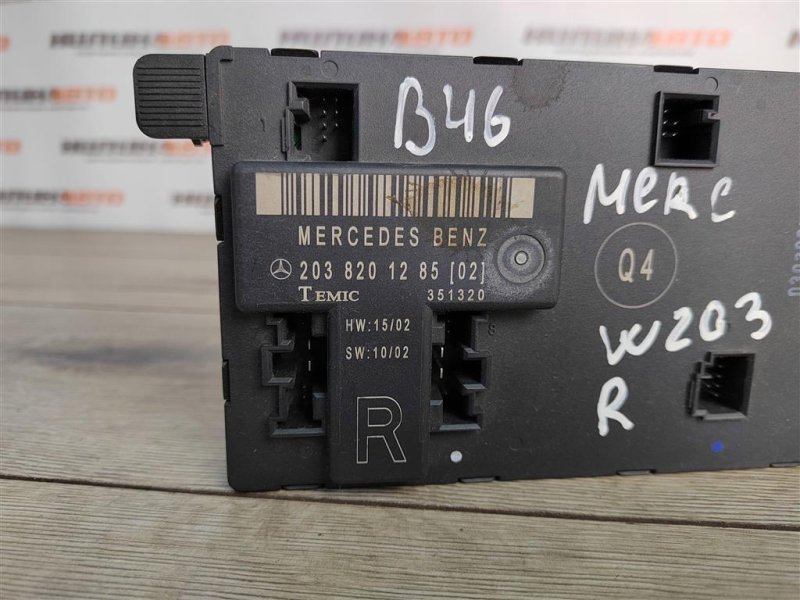 B46
1
MERCEDES BENZ
203 820 12 85 [02]
TEMIC 351320
HW:15/02
SW:10/02
R
MERC
Q4
W203
R